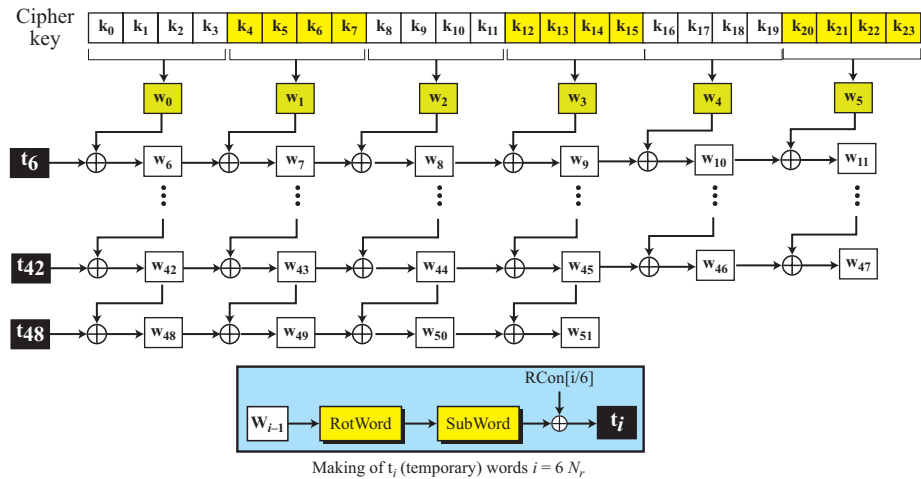 Cipher key
k0 k1 k2 k3 k4 k5 k6 k7 k8 k9 k10 k11 k12 k13 k14 k15 k16 k17 k18 k19 k20 k21 k22 k23
w0 w1 w2 w3 w4 w5
t6 w6 w7 w8 w9 w10 w11
t42 w42 w43 w44 w45 w46 w47
t48 w48 w49 w50 w51
RCon[i/6]
Wi–1 RotWord SubWord ti
Making of ti (temporary) words i = 6 Nr